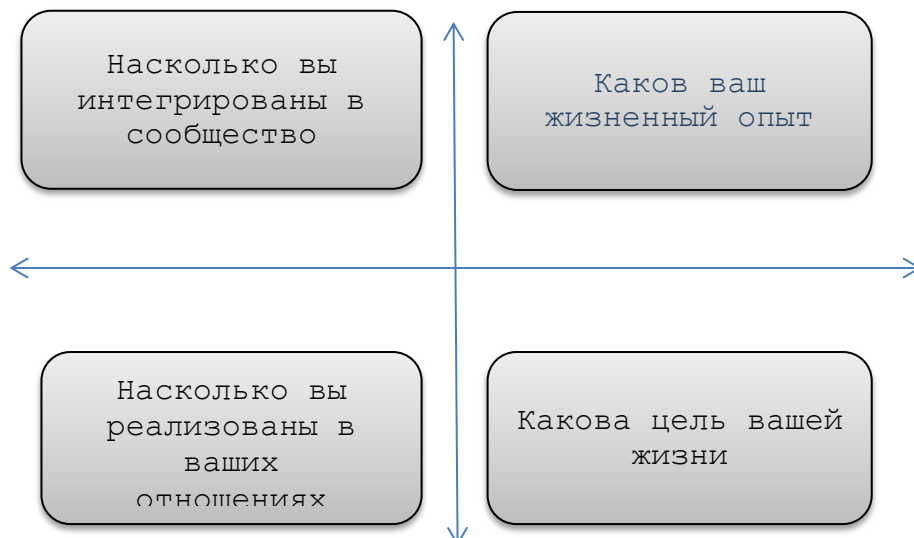 Насколько вы
интегрированы в
сообщество
Каков ваш
жизненный опыт
Насколько вы
реализованы в
ваших
отношениях
Какова цель вашей
жизни